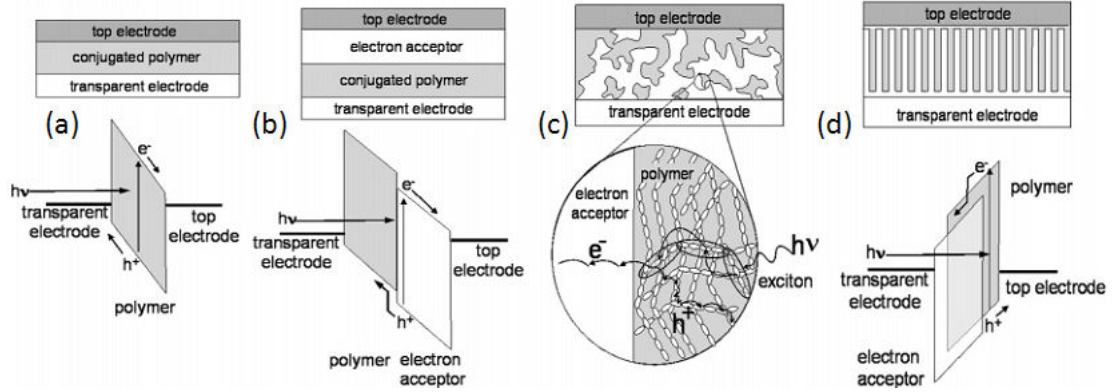 top electrode
conjugated polymer
transparent electrode
(a)
e-
hν
transparent
electrode
top
electrode
h+
polymer
top electrode
electron acceptor
conjugated polymer
transparent electrode
(b)
e-
hν
transparent
electrode
top
electrode
h+
polymer
electron
acceptor
top electrode
transparent electrode
(c)
polymer
electron
acceptor
e-
hν
exciton
h+
top electrode
transparent electrode
(d)
e-
polymer
hν
transparent
electrode
top electrode
h+
electron
acceptor